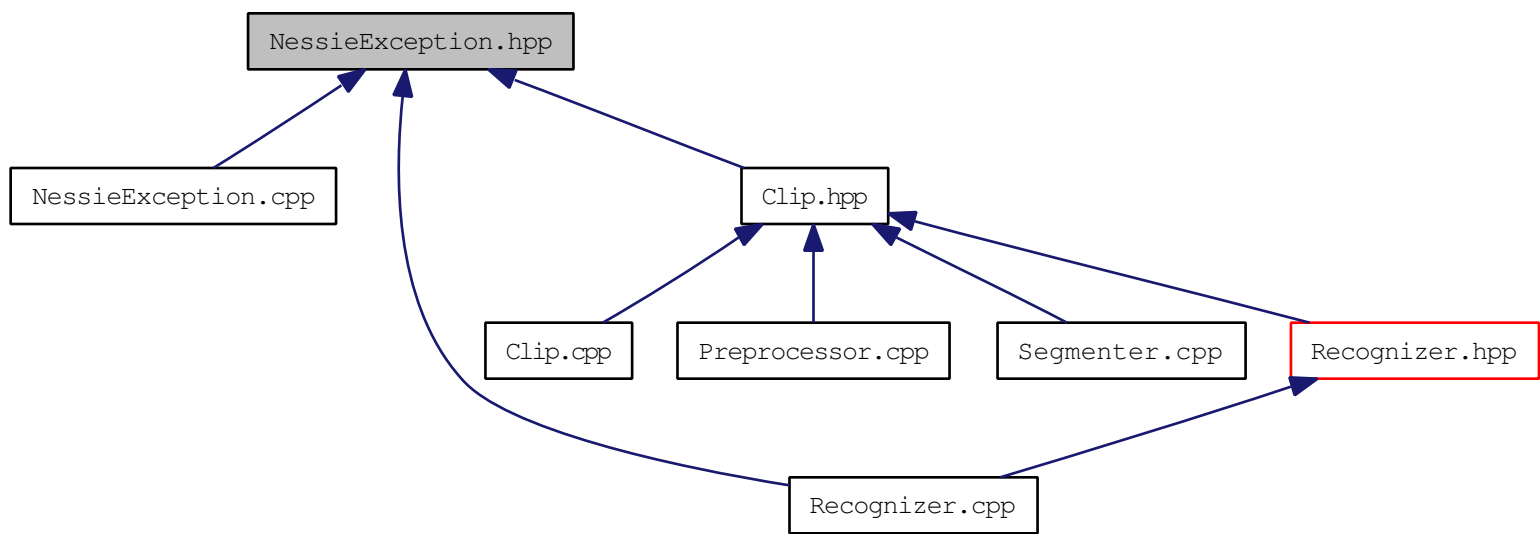 NessieException.hpp
NessieException.cpp
Clip.hpp
Clip.cpp
Preprocessor.cpp
Segmenter.cpp
Recognizer.hpp
Recognizer.cpp